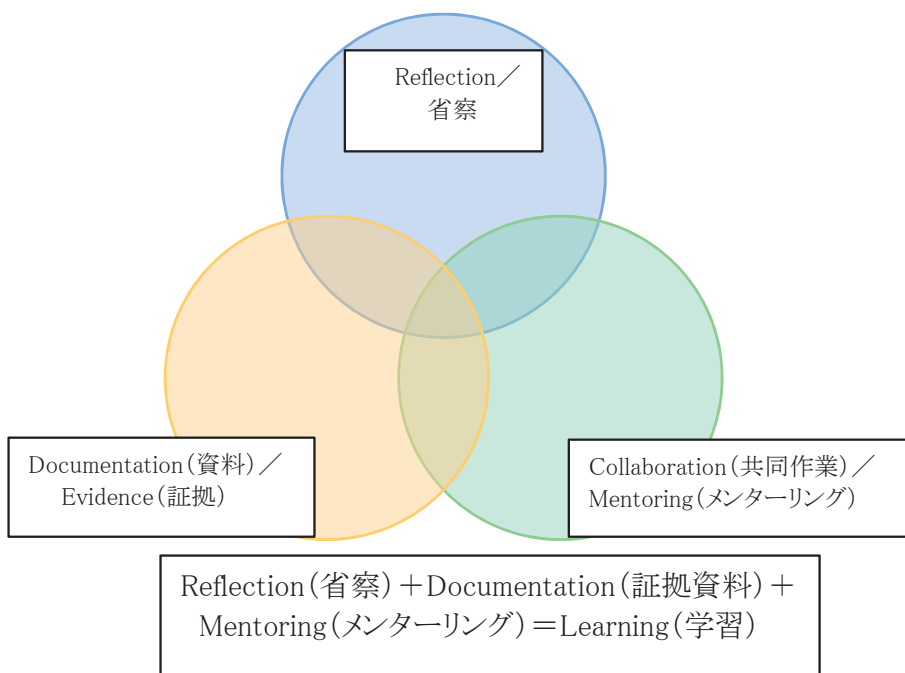 Reflection／
省察
Documentation（資料）／
Evidence（証拠）
Collaboration（共同作業）／
Mentoring（メンターリング）
Reflection（省察）＋Documentation（証拠資料）＋
Mentoring（メンターリング）＝Learning（学習）